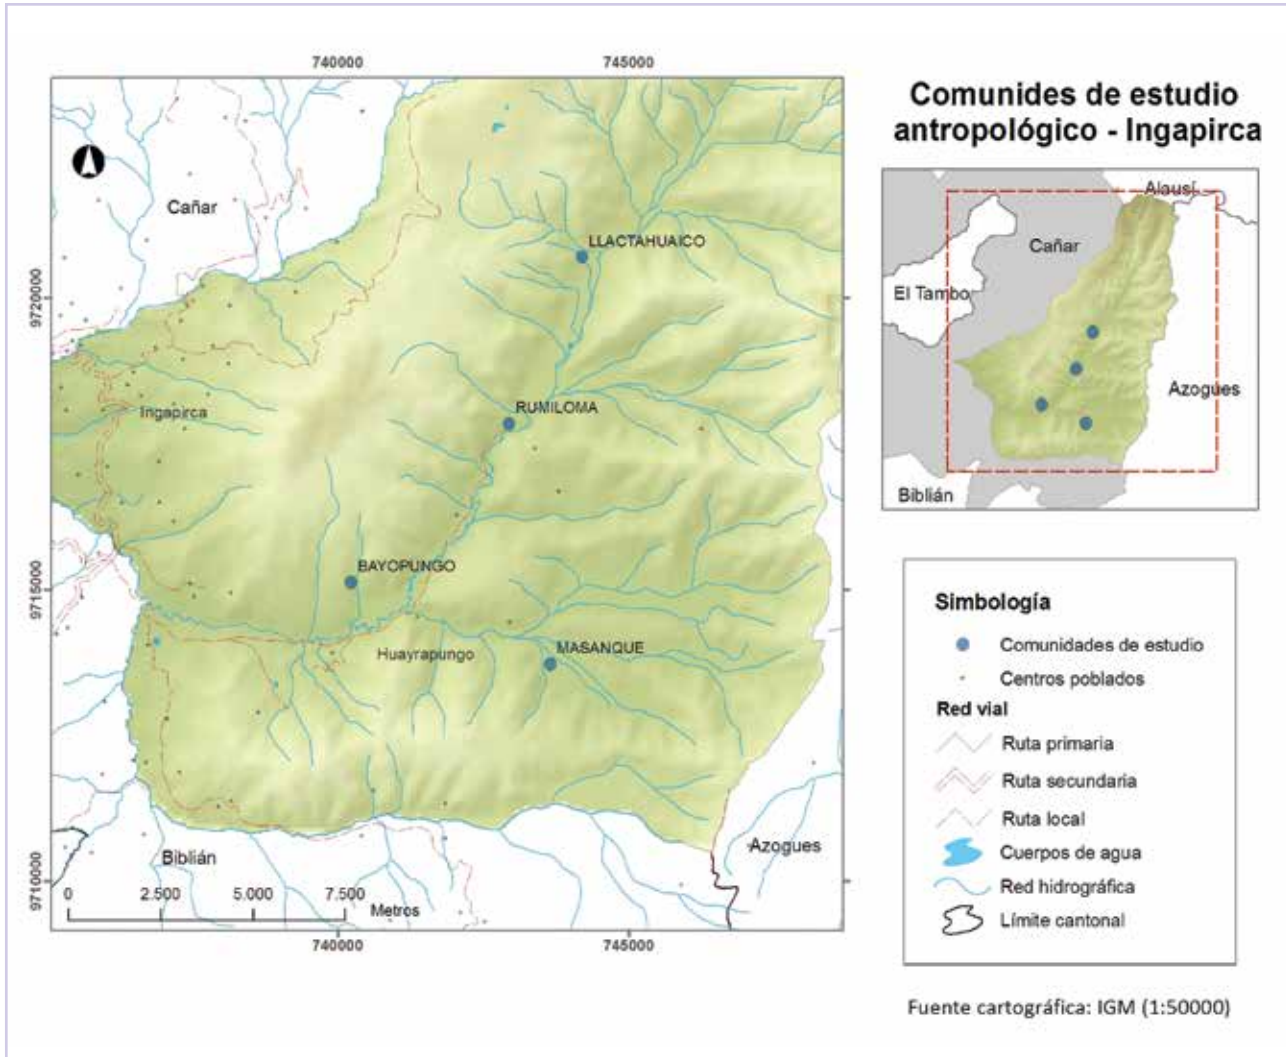 740000
745000
Cañar
LLACTAHUAICO
9720000
RUMILOMA
Ingapirca
BAYOPUNGO
9715000
MASANQUE
Huayrapungo
Azogues
Biblián
9710000
0 2.500 5.000 7.500
Metros
740000
745000
Comunides de estudio
antropológico - Ingapirca
Alausí
Cañar
El Tambo
Azogues
Biblián
Simbología
Comunidades de estudio
Centros poblados
Red vial
Ruta primaria
Ruta secundaria
Ruta local
Cuerpos de agua
Red hidrográfica
Límite cantonal
Fuente cartográfica: IGM (1:50000)